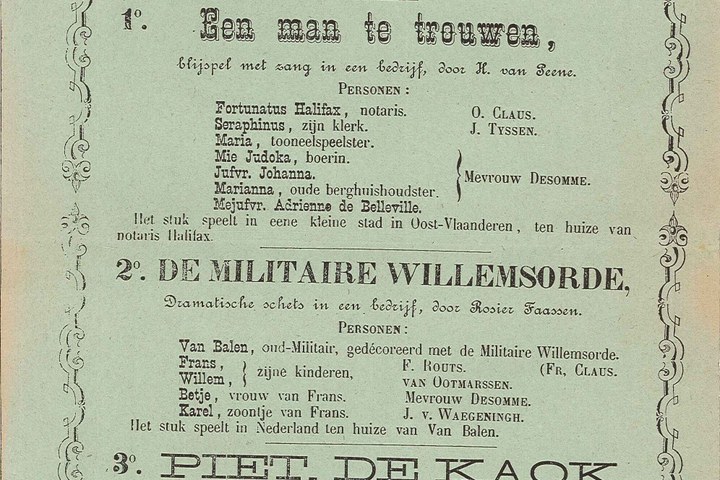 1º. Een man te trouwen,
blijspel met zang in een bedrijf, door H. van Peene.
PERSONEN:
Fortunatus Halifax, notaris. O. CLAUS.
Seraphinus, zijn klerk. J. TYSSEN.
Maria, tooneelspeelster.
Mie Judoka, boerin.
Jufvr. Johanna.
Marianna, oude berghuishoudster. Mevrouw DESOMME.
Mejufvr. Adrienne de Belleville.
Het stuk speelt in eene kleine stad in Oost-Vlaanderen, ten huize van
notaris Halifax.
2º. DE MILITAIRE WILLEMSORDE,
Dramatische schets in een bedrijf, door Rosier Faassen.
PERSONEN:
Van Balen, oud-Militair, gedécoreerd met de Militaire Willemsorde.
Frans, zijne kinderen, F. ROUTS. (FR, CLAUS.
Willem, VAN OOTMARSSEN.
Betje, vrouw van Frans. Mevrouw DESOMME.
Karel, zoontje van Frans. J. V. WAEGENINGH.
Het stuk speelt in Nederland ten huize van Van Balen.
3º. PIET, DE KAOK